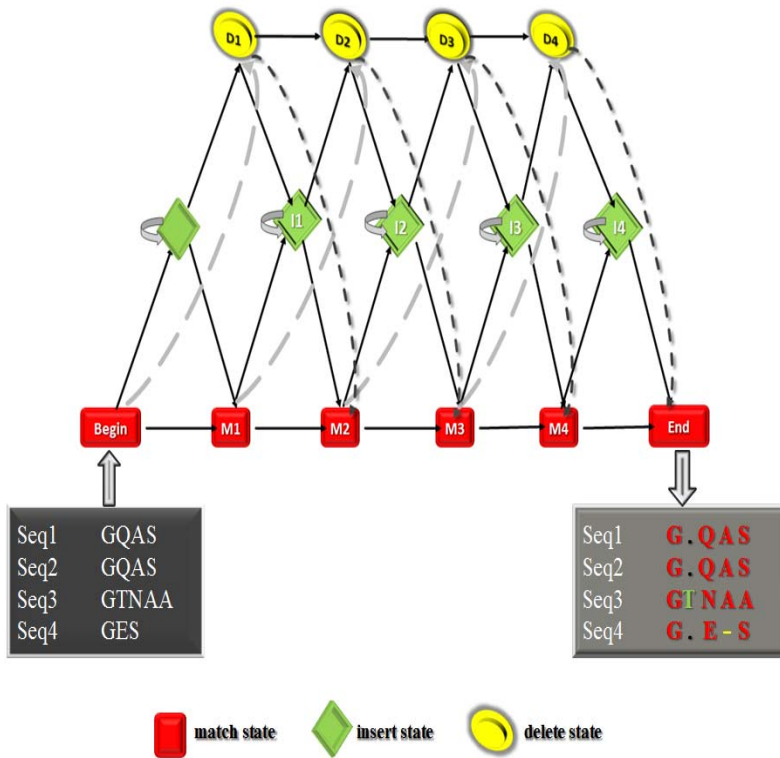 D1 D2 D3 D4
I1 I2 I3 I4
Begin M1 M2 M3 M4 End
Seq1 GQAS
Seq2 GQAS
Seq3 GTNAA
Seq4 GES
Seq1 G.QAS
Seq2 G.QAS
Seq3 GTNAA
Seq4 G.E-S
match state insert state delete state